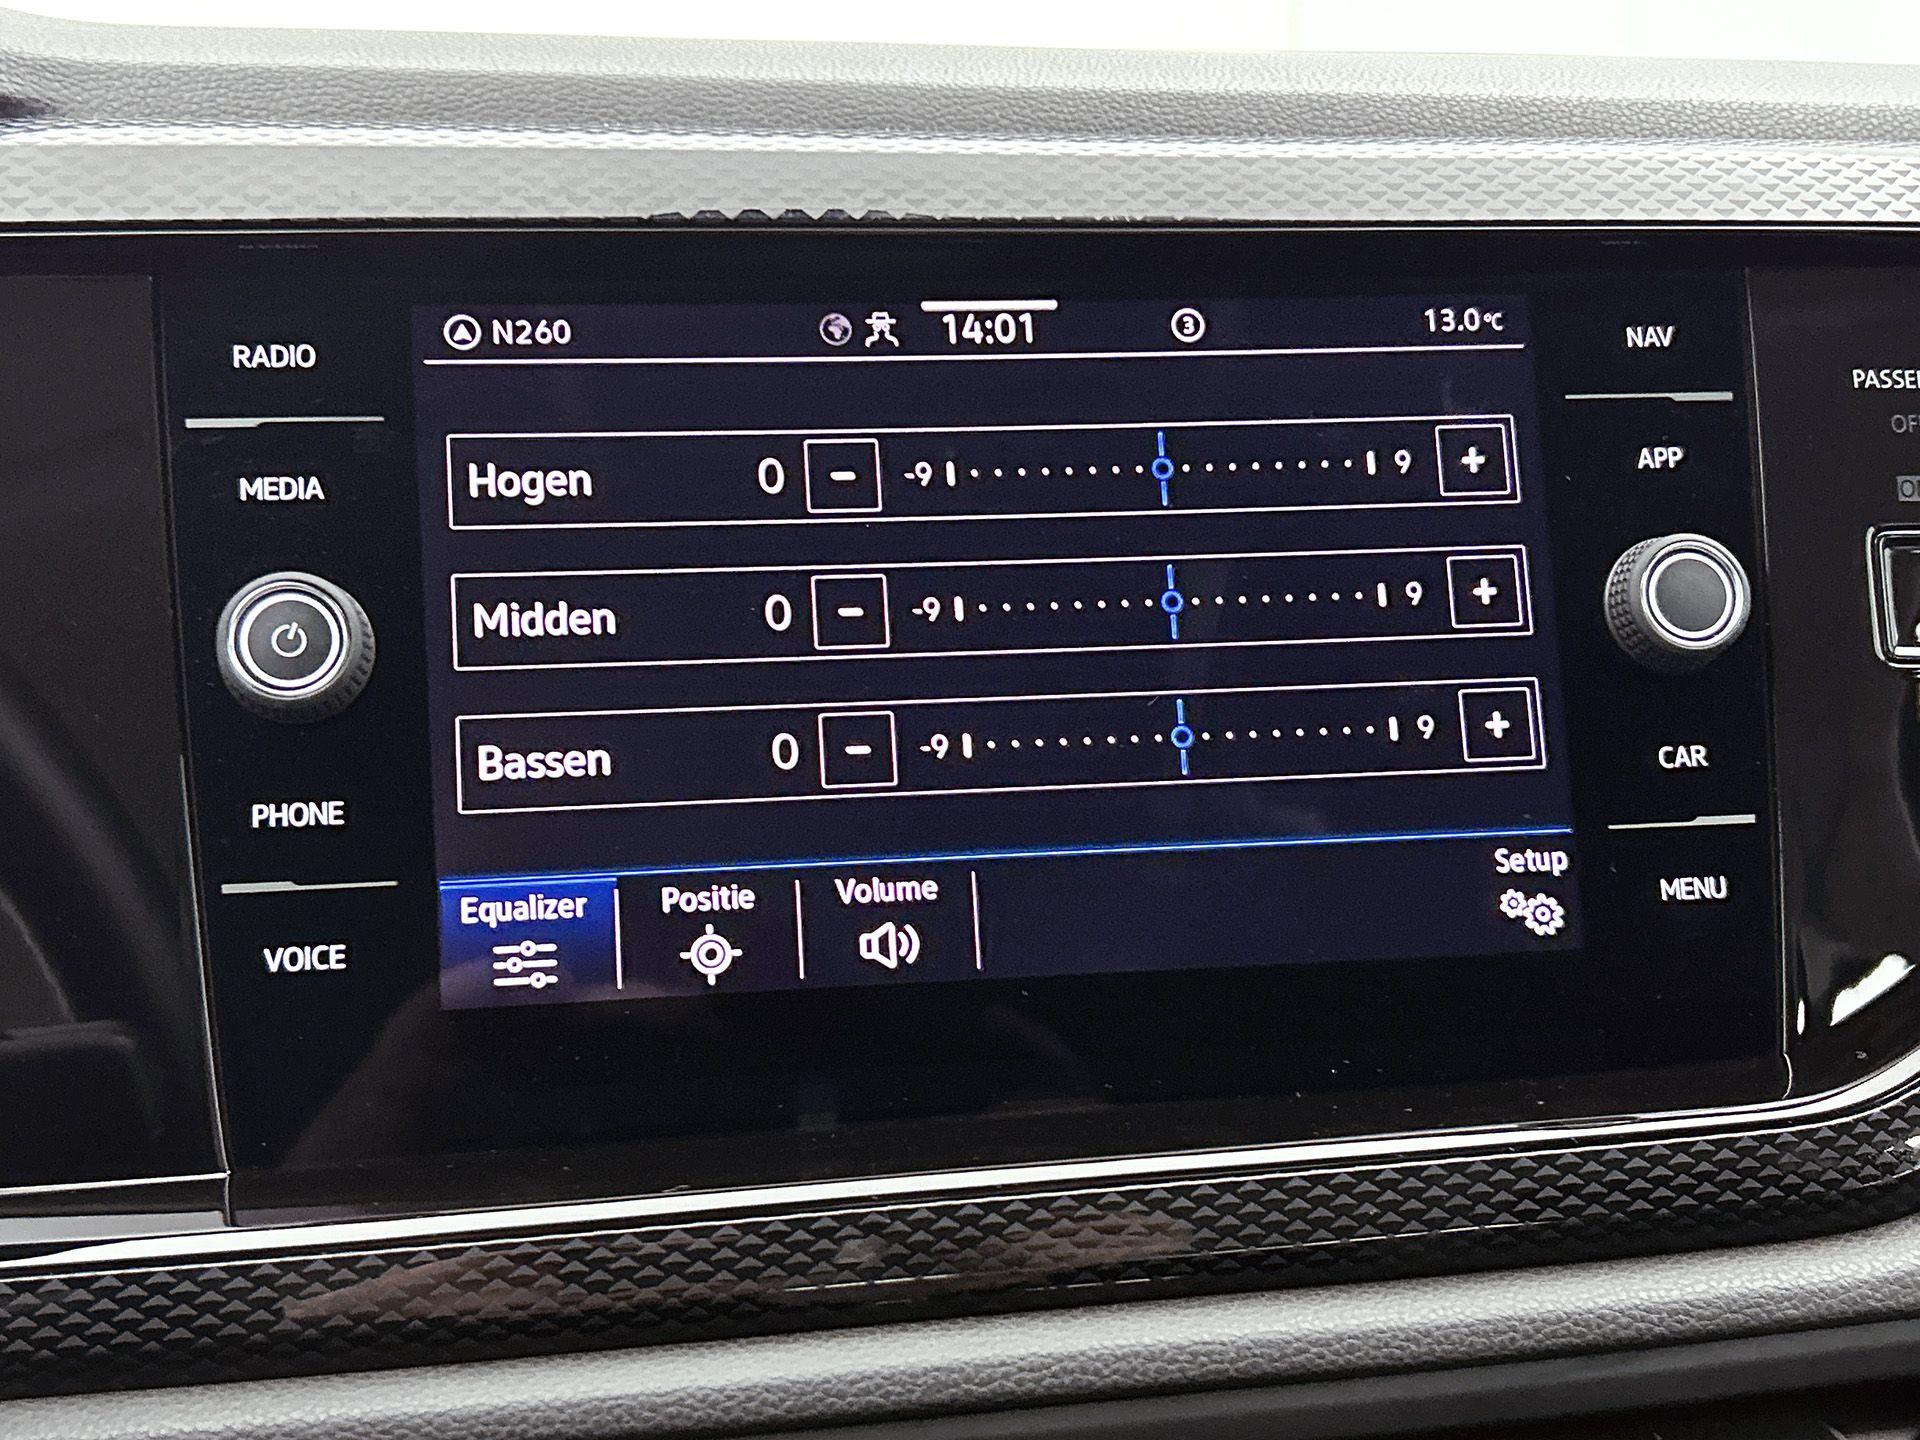 RADIO
MEDIA
PHONE
VOICE
N260
14:01
3
13.0°C
Hogen 0 - -9 9 +
Midden 0 - -9 9 +
Bassen 0 - -9 9 +
Equalizer
Positie
Volume
Setup
NAV
APP
CAR
MENU